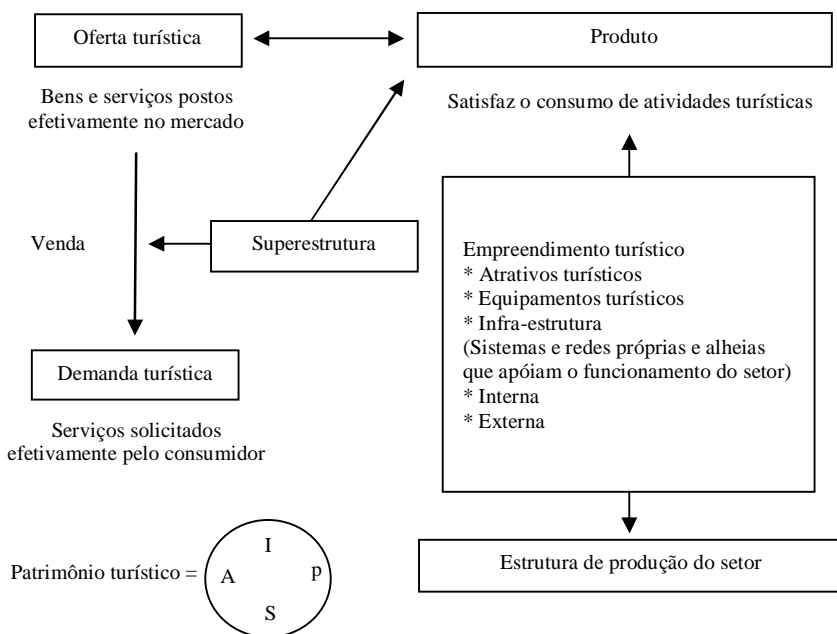 Oferta turística
Produto
Bens e serviços postos
efetivamente no mercado
Satisfaz o consumo de atividades turísticas
Venda
Superestrutura
Empreendimento turístico
* Atrativos turísticos
* Equipamentos turísticos
* Infra-estrutura
(Sistemas e redes próprias e alheias
que apóiam o funcionamento do setor)
* Interna
* Externa
Demanda turística
Serviços solicitados
efetivamente pelo consumidor
Patrimônio turístico =
I
A
p
S
Estrutura de produção do setor